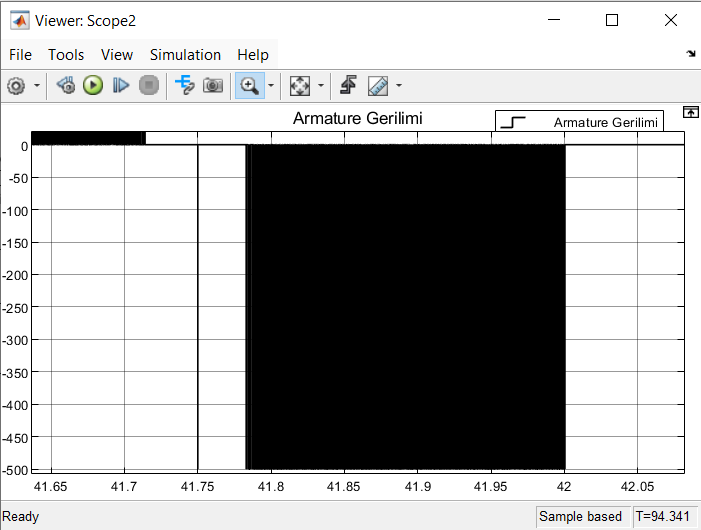 Viewer: Scope2
File Tools View Simulation Help
Armature Gerilimi
Armature Gerilimi
0
-50
-100
-150
-200
-250
-300
-350
-400
-450
-500
41.65 41.7 41.75 41.8 41.85 41.9 41.95 42 42.05
Ready Sample based T=94.341